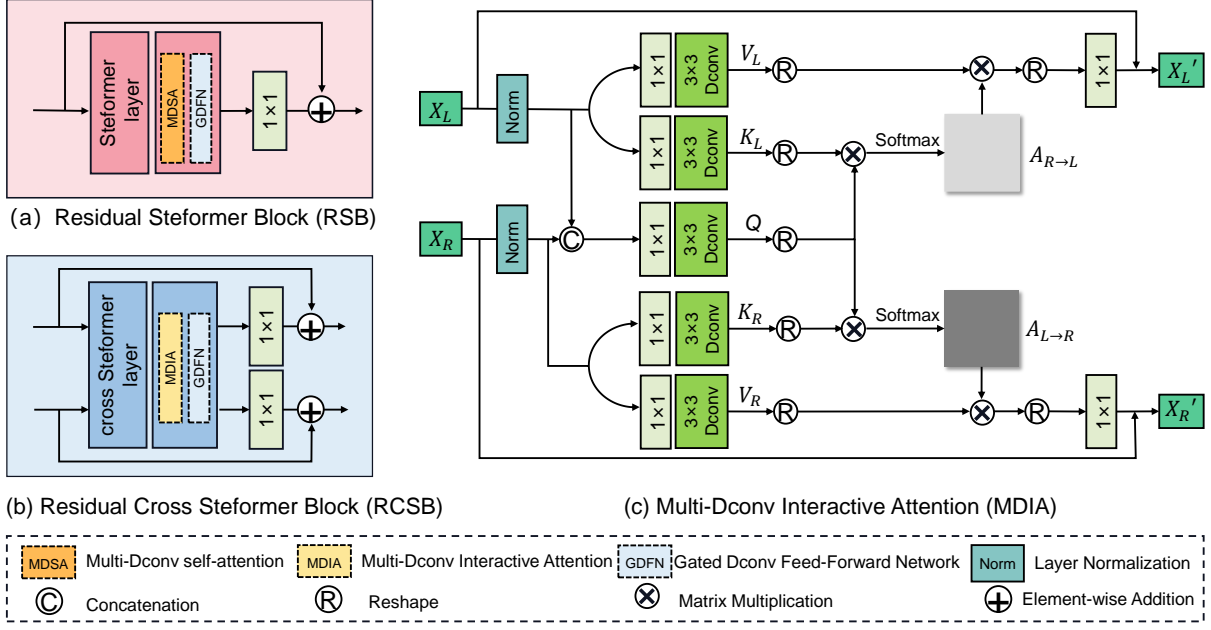 Steformer
layer
MDSA
GDFN
1×1
(a) Residual Steformer Block (RSB)
cross Steformer
layer
MDIA
GDFN
1×1
1×1
(b) Residual Cross Steformer Block (RCSB)
X_L
Norm
1×1
3×3
Dconv
V_L
R
R
1×1
X_L′
1×1
3×3
Dconv
K_L
R
Softmax
A_{R→L}
X_R
Norm
C
1×1
3×3
Dconv
Q
R
1×1
3×3
Dconv
K_R
R
Softmax
A_{L→R}
1×1
3×3
Dconv
V_R
R
R
1×1
X_R′
(c) Multi-Dconv Interactive Attention (MDIA)
MDSA Multi-Dconv self-attention
MDIA Multi-Dconv Interactive Attention
GDFN Gated Dconv Feed-Forward Network
Norm Layer Normalization
C Concatenation
R Reshape
Matrix Multiplication
Element-wise Addition